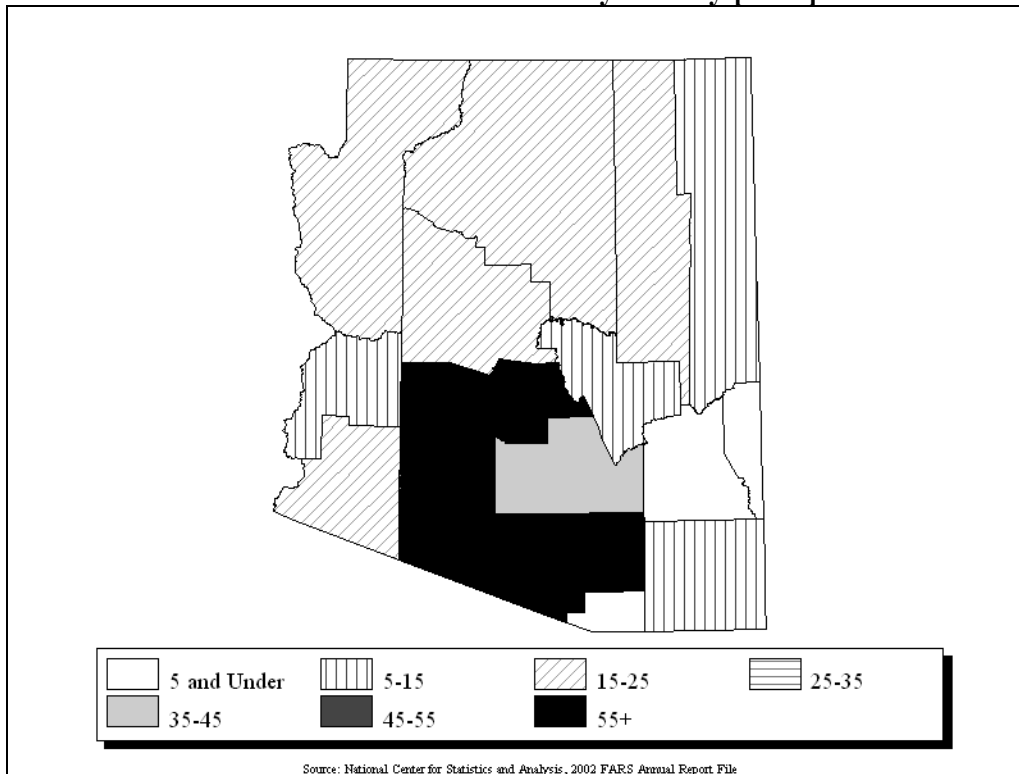 5 and Under 5-15 15-25 25-35
35-45 45-55 55+
Source: National Center for Statistics and Analysis, 2002 FARS Annual Report File